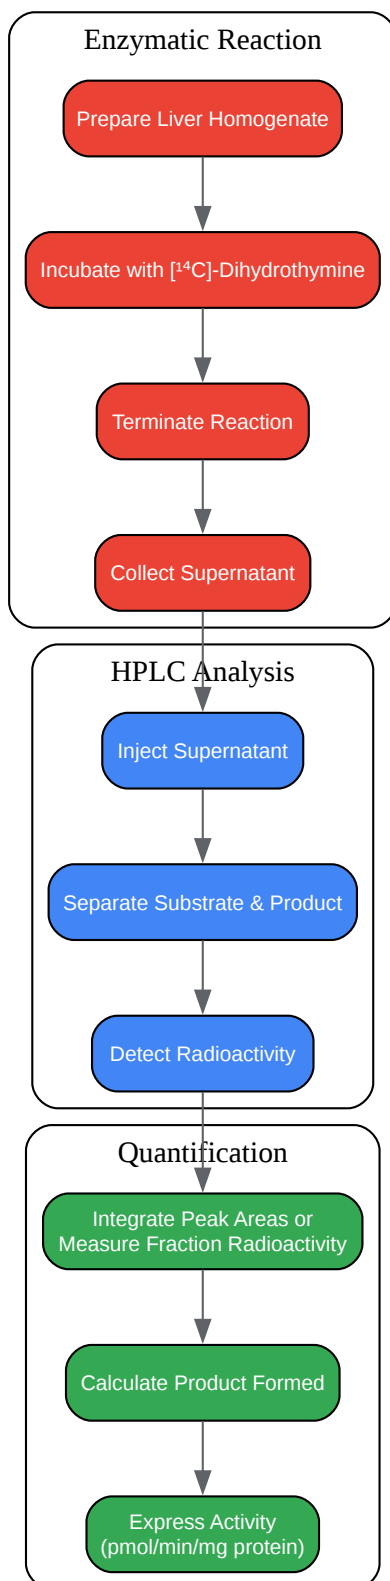 Enzymatic Reaction
Prepare Liver Homogenate
Incubate with [¹⁴C]-Dihydrothymine
Terminate Reaction
Collect Supernatant
HPLC Analysis
Inject Supernatant
Separate Substrate & Product
Detect Radioactivity
Quantification
Integrate Peak Areas or
Measure Fraction Radioactivity
Calculate Product Formed
Express Activity
(pmol/min/mg protein)